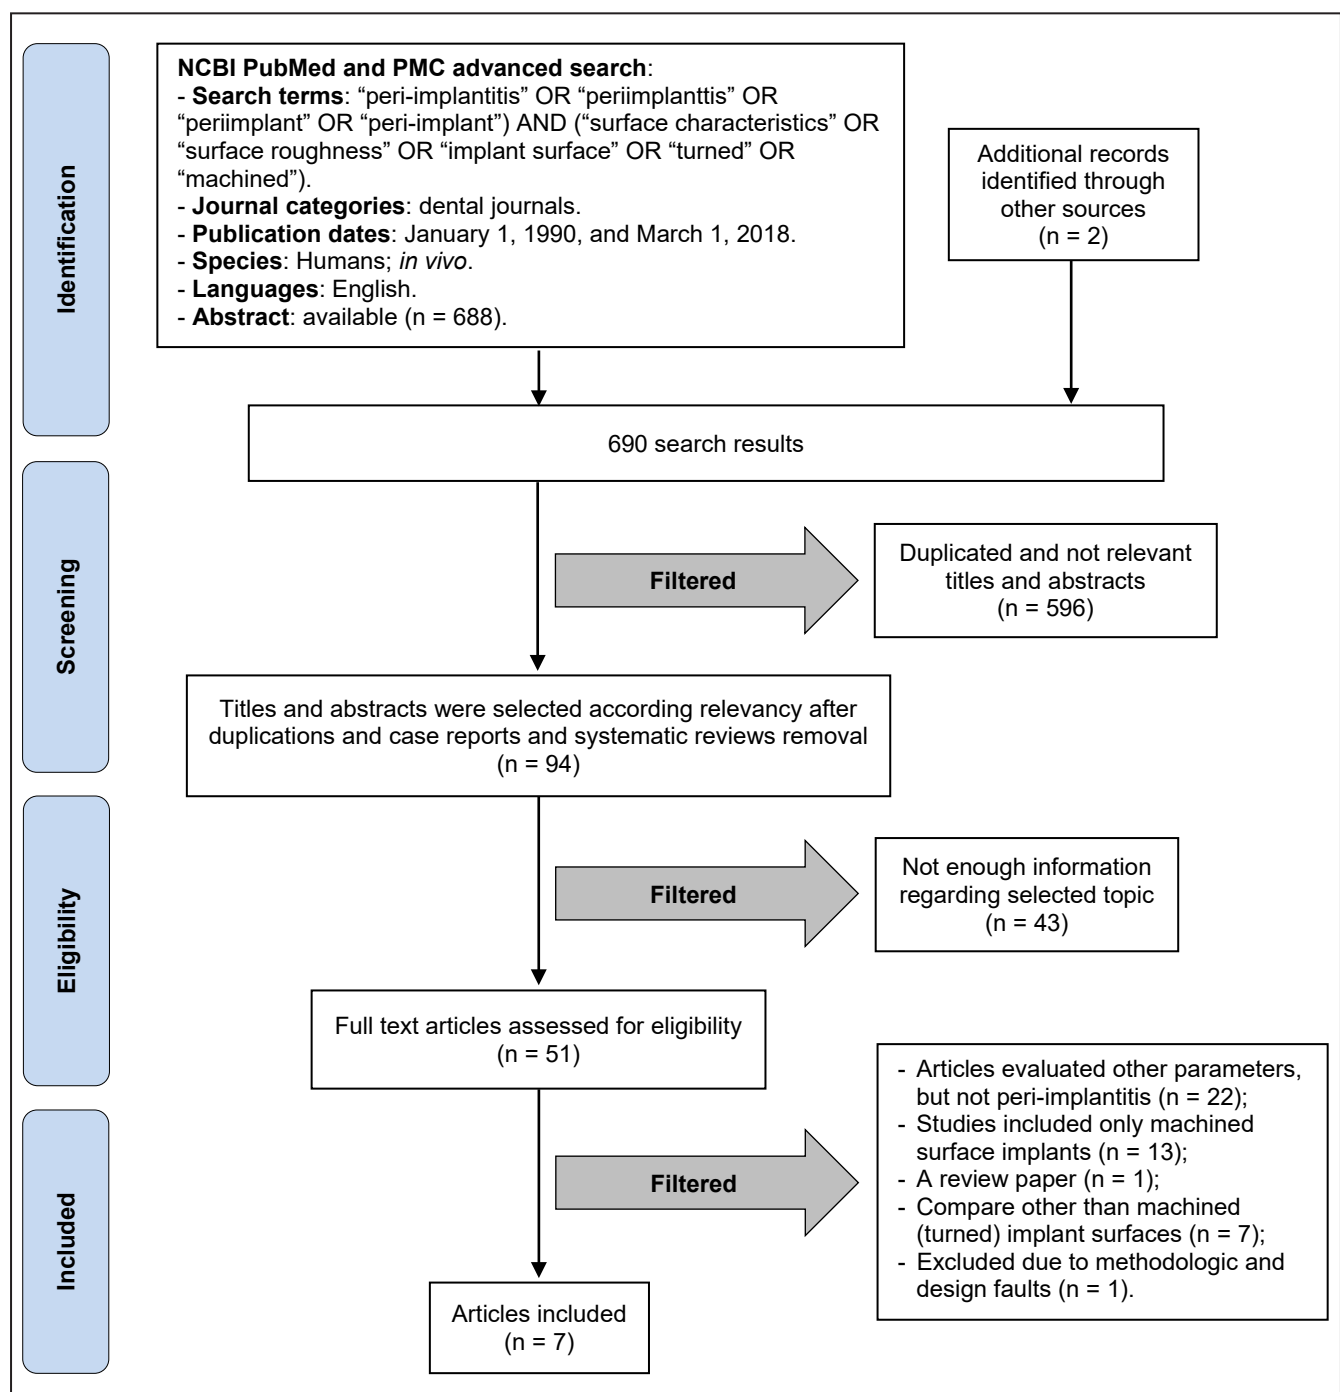 Identification
NCBI PubMed and PMC advanced search:
- Search terms: “peri-implantitis” OR “periimplanttis” OR
“periimplant” OR “peri-implant”) AND (“surface characteristics” OR
“surface roughness” OR “implant surface” OR “turned” OR
“machined”).
- Journal categories: dental journals.
- Publication dates: January 1, 1990, and March 1, 2018.
- Species: Humans; in vivo.
- Languages: English.
- Abstract: available (n = 688).
Additional records
identified through
other sources
(n = 2)
690 search results
Screening
Filtered
Duplicated and not relevant
titles and abstracts
(n = 596)
Titles and abstracts were selected according relevancy after
duplications and case reports and systematic reviews removal
(n = 94)
Eligibility
Filtered
Not enough information
regarding selected topic
(n = 43)
Full text articles assessed for eligibility
(n = 51)
Included
Filtered
- Articles evaluated other parameters,
but not peri-implantitis (n = 22);
- Studies included only machined
surface implants (n = 13);
- A review paper (n = 1);
- Compare other than machined
(turned) implant surfaces (n = 7);
- Excluded due to methodologic and
design faults (n = 1).
Articles included
(n = 7)